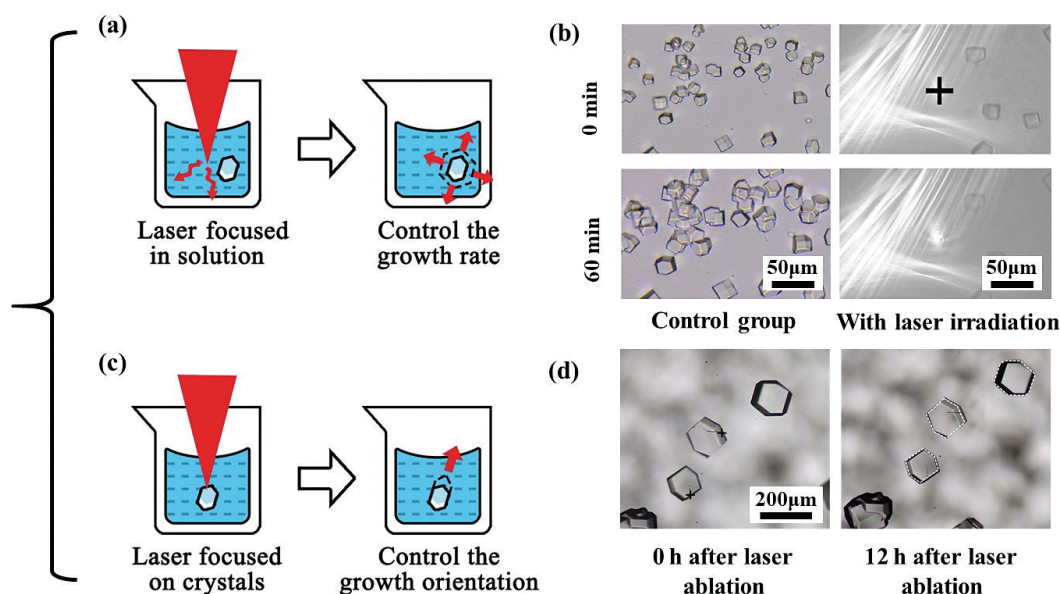 (a)
Laser focused
in solution
Control the
growth rate
(b)
0 min
60 min
50μm
50μm
Control group
With laser irradiation
(c)
Laser focused
on crystals
Control the
growth orientation
(d)
200μm
0 h after laser
ablation
12 h after laser
ablation